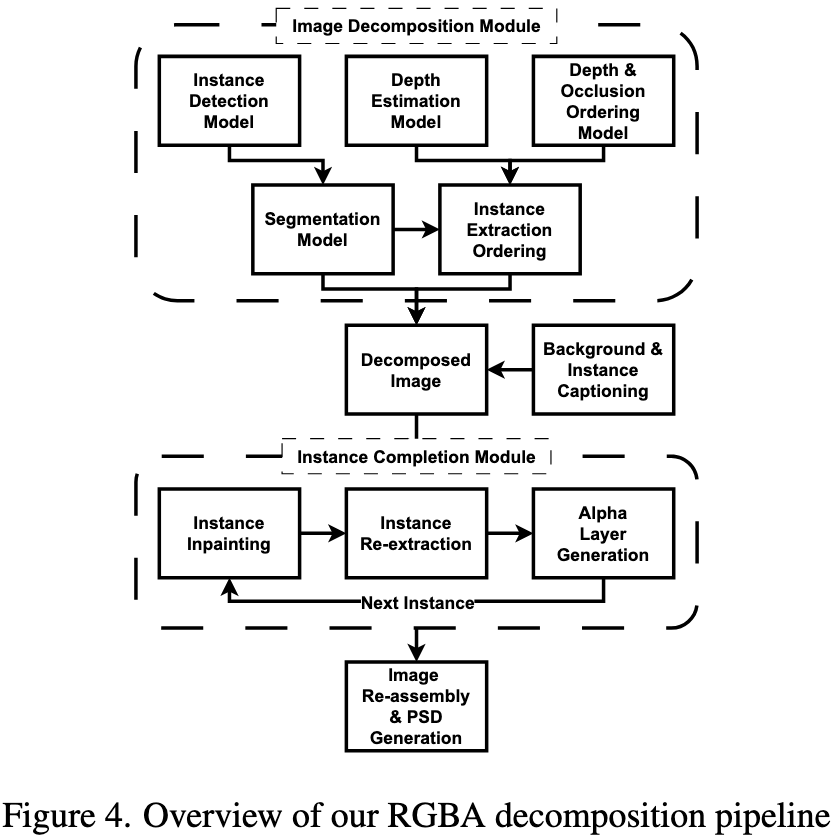 Image Decomposition Module
Instance
Detection
Model
Depth
Estimation
Model
Depth &
Occlusion
Ordering
Model
Segmentation
Model
Instance
Extraction
Ordering
Decomposed
Image
Background &
Instance
Captioning
Instance Completion Module
Instance
Inpainting
Instance
Re-extraction
Alpha
Layer
Generation
Next Instance
Image
Re-assembly
& PSD
Generation
Figure 4. Overview of our RGBA decomposition pipeline